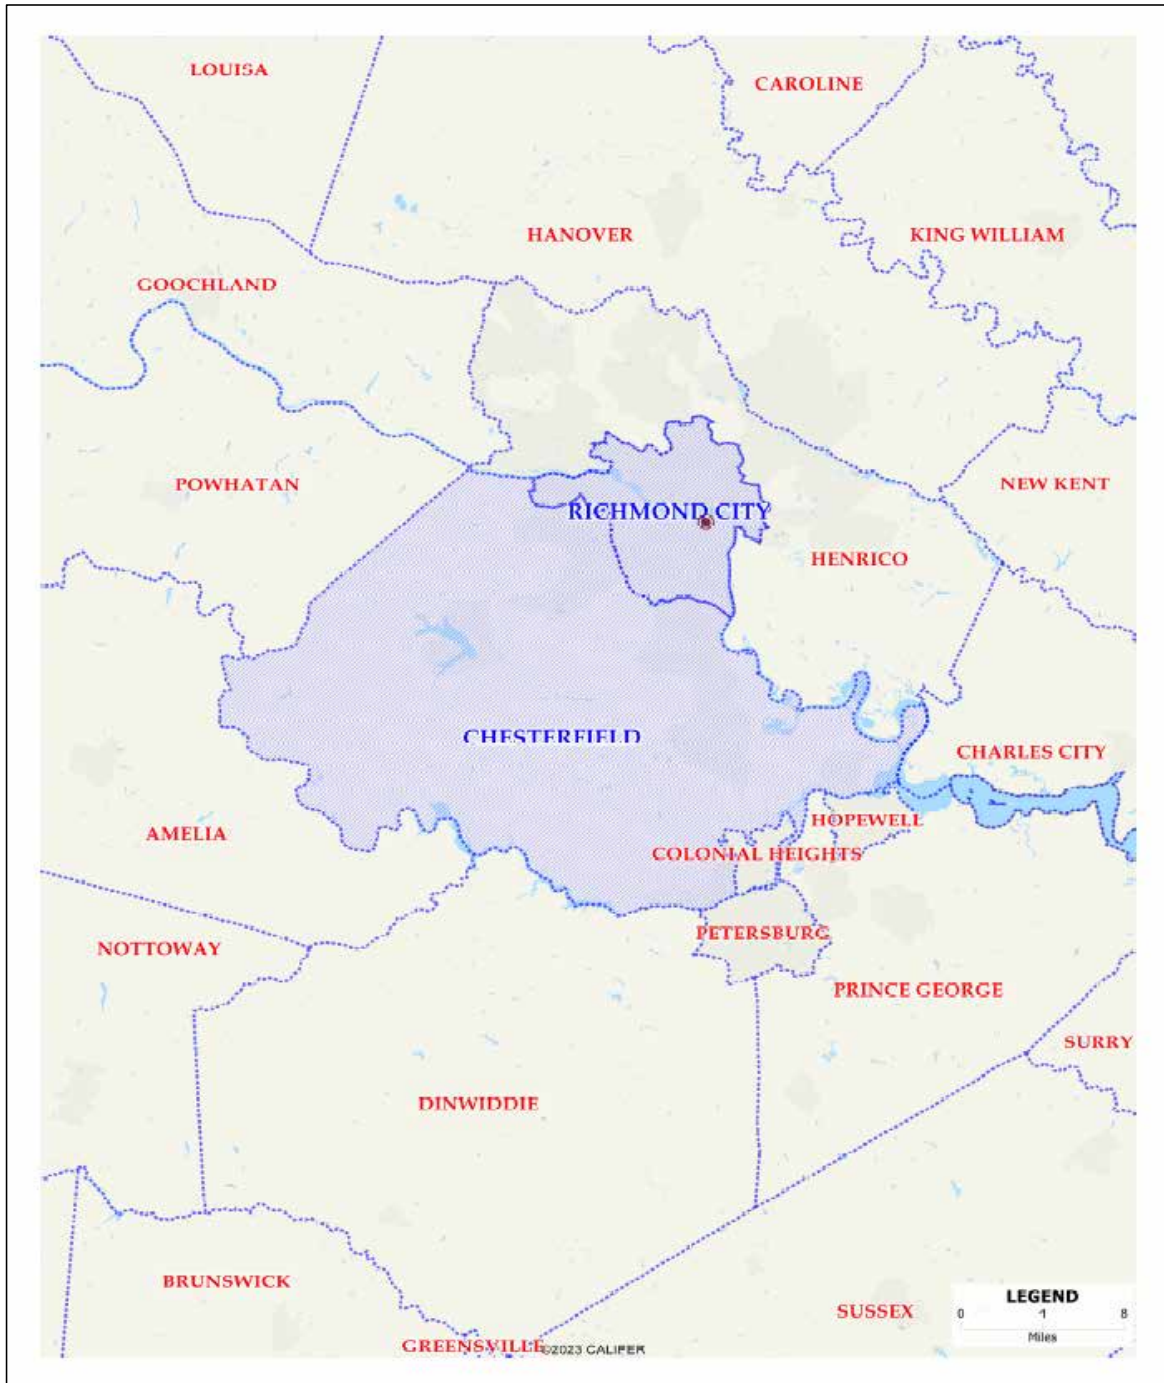 LOUISA
CAROLINE
HANOVER
KING WILLIAM
GOOCHLAND
POWHATAN
NEW KENT
RICHMOND CITY
HENRICO
CHESTERFIELD
CHARLES CITY
HOPEWELL
AMELIA
COLONIAL HEIGHTS
PETERSBURG
NOTTOWAY
PRINCE GEORGE
SURRY
DINWIDDIE
BRUNSWICK
LEGEND
0 4 8
Miles
SUSSEX
GREENSVILLE
©2023 CALIPER